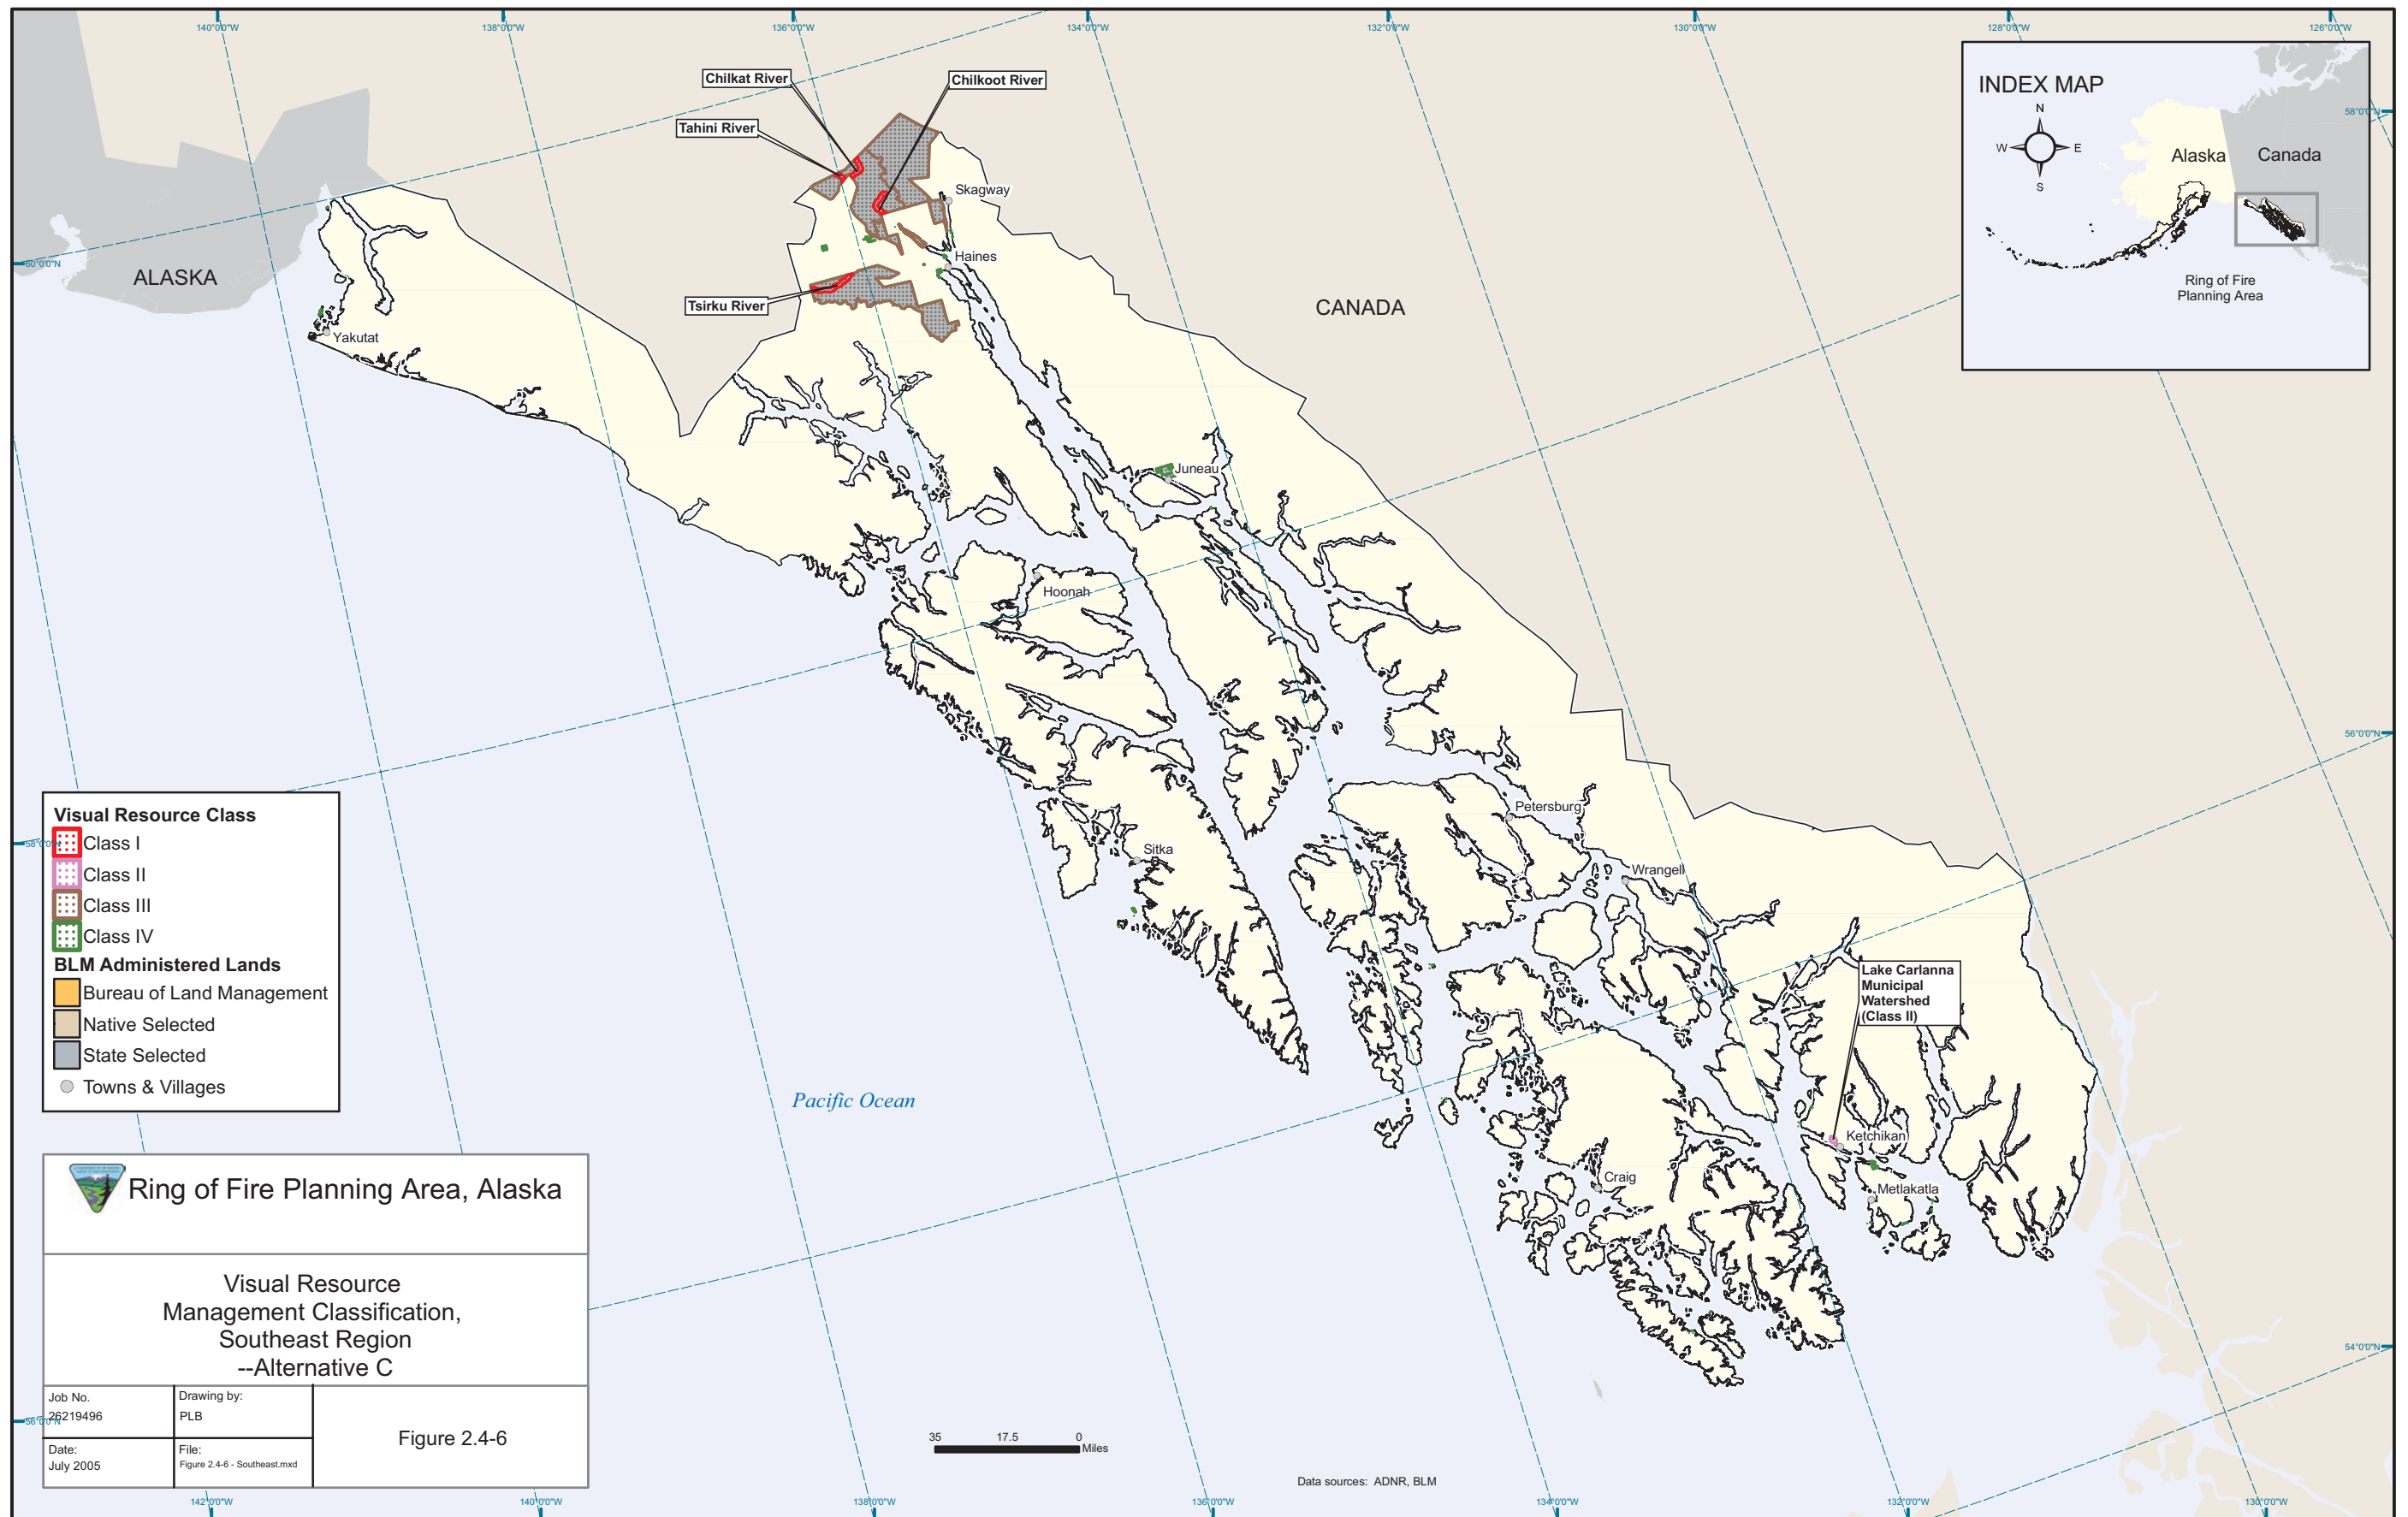 140°0'0"W
138°0'0"W
136°0'0"W
134°0'0"W
132°0'0"W
130°0'0"W
128°0'0"W
126°0'0"W
Chilkat River
Chilkoot River
Tahini River
Skagway
Haines
Tsirku River
ALASKA
CANADA
Yakutat
INDEX MAP
N
W
E
S
Alaska
Canada
Ring of Fire
Planning Area
58°0'0"N
60°0'0"N
Juneau
Hoonah
56°0'0"N
Petersburg
Sitka
Wrangell
Lake Carlanna
Municipal
Watershed
(Class II)
Ketchikan
Metlakatla
Craig
Pacific Ocean
58°0'0"N
Visual Resource Class
Class I
Class II
Class III
Class IV
BLM Administered Lands
Bureau of Land Management
Native Selected
State Selected
Towns & Villages
Ring of Fire Planning Area, Alaska
Visual Resource
Management Classification,
Southeast Region
--Alternative C
Job No.
26219496
Drawing by:
PLB
Date:
July 2005
File:
Figure 2.4-6 - Southeast.mxd
Figure 2.4-6
56°0'0"N
54°0'0"N
35 17.5 0
Miles
Data sources: ADNR, BLM
142°0'0"W
140°0'0"W
138°0'0"W
136°0'0"W
134°0'0"W
132°0'0"W
130°0'0"W